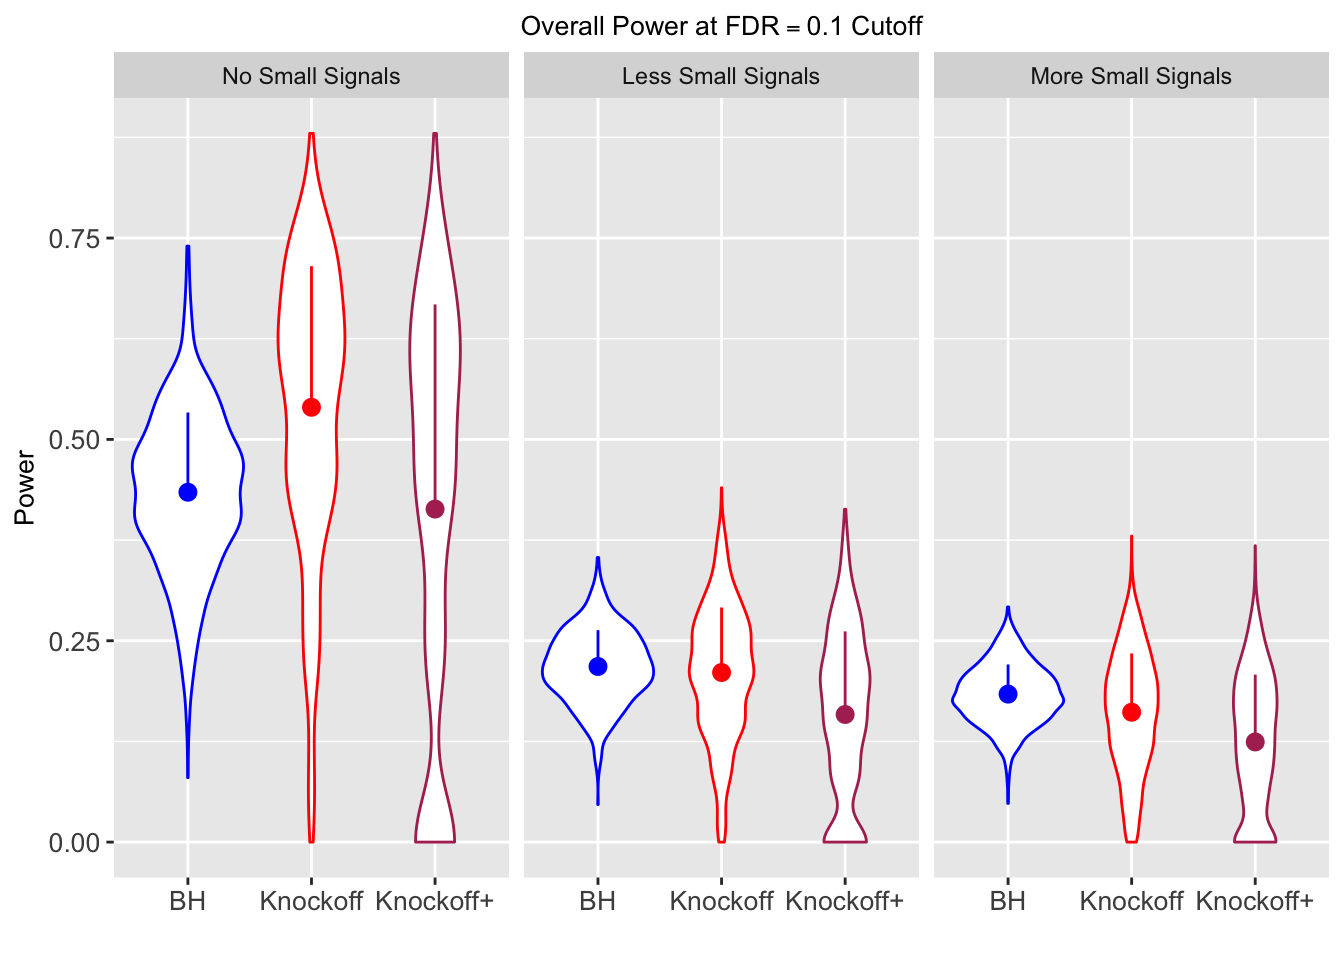 Overall Power at FDR = 0.1 Cutoff
No Small Signals
Less Small Signals
More Small Signals
Power
0.75
0.50
0.25
0.00
BH Knockoff Knockoff+
BH Knockoff Knockoff+
BH Knockoff Knockoff+